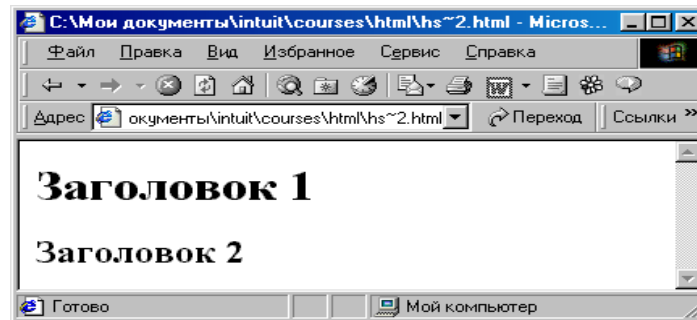 C:\Мои документы\intuit\courses\html\hs~2.html - Micros...
Файл Правка Вид Избранное Сервис Справка
Адрес окументы\intuit\courses\html\hs~2.html Переход Ссылки »
Заголовок 1
Заголовок 2
Готово Мой компьютер